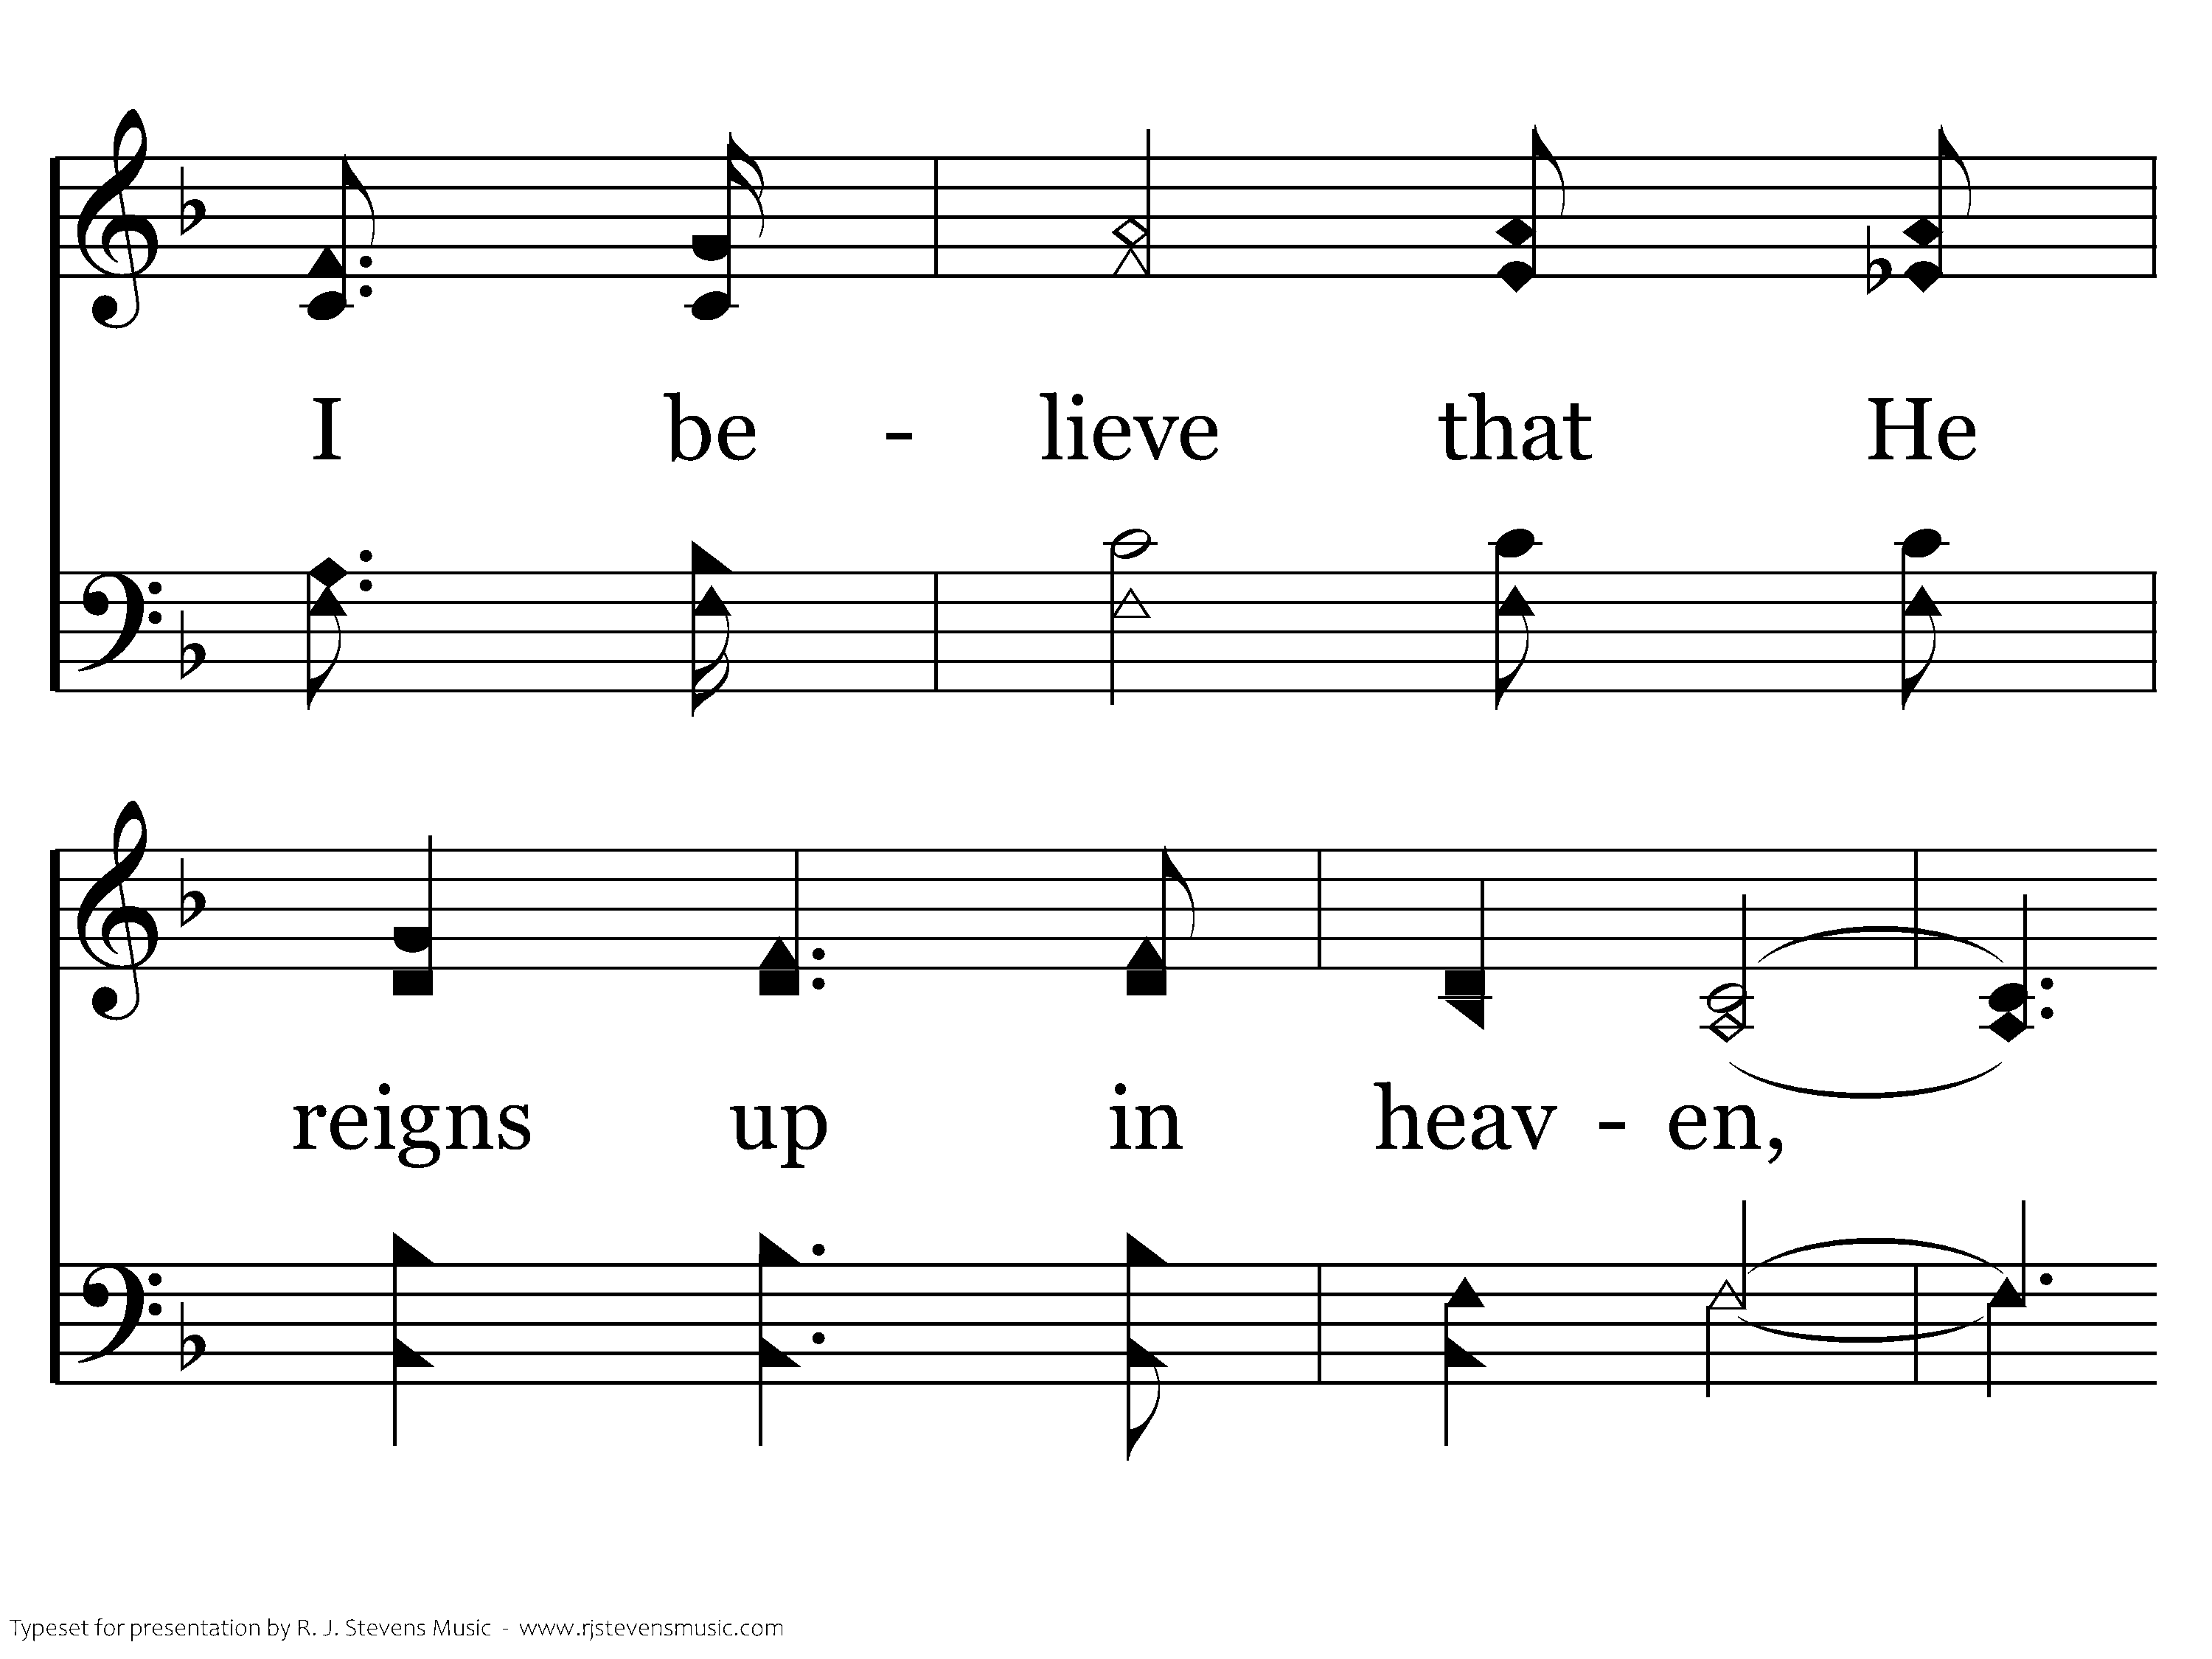 I be - lieve that He
reigns up in heav - en,
Typeset for presentation by R. J. Stevens Music - www.rjstevensmusic.com